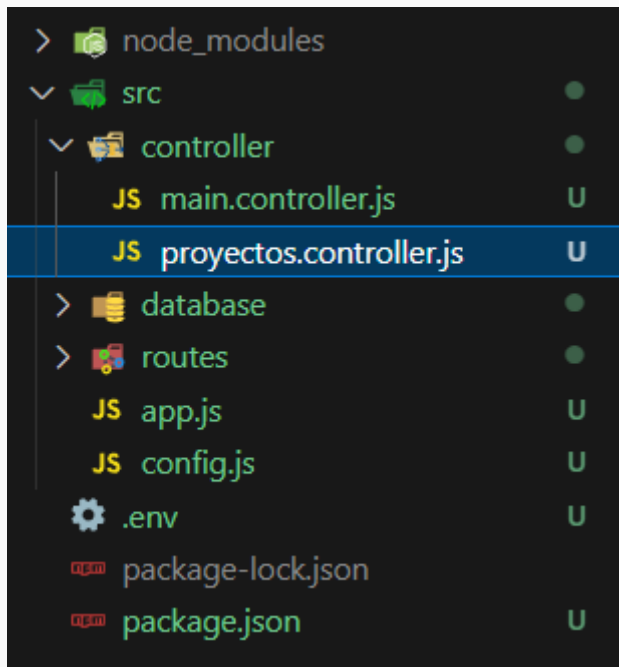 node_modules
src
controller
JS main.controller.js U
JS proyectos.controller.js U
database
routes
JS app.js U
JS config.js U
.env U
package-lock.json
package.json U